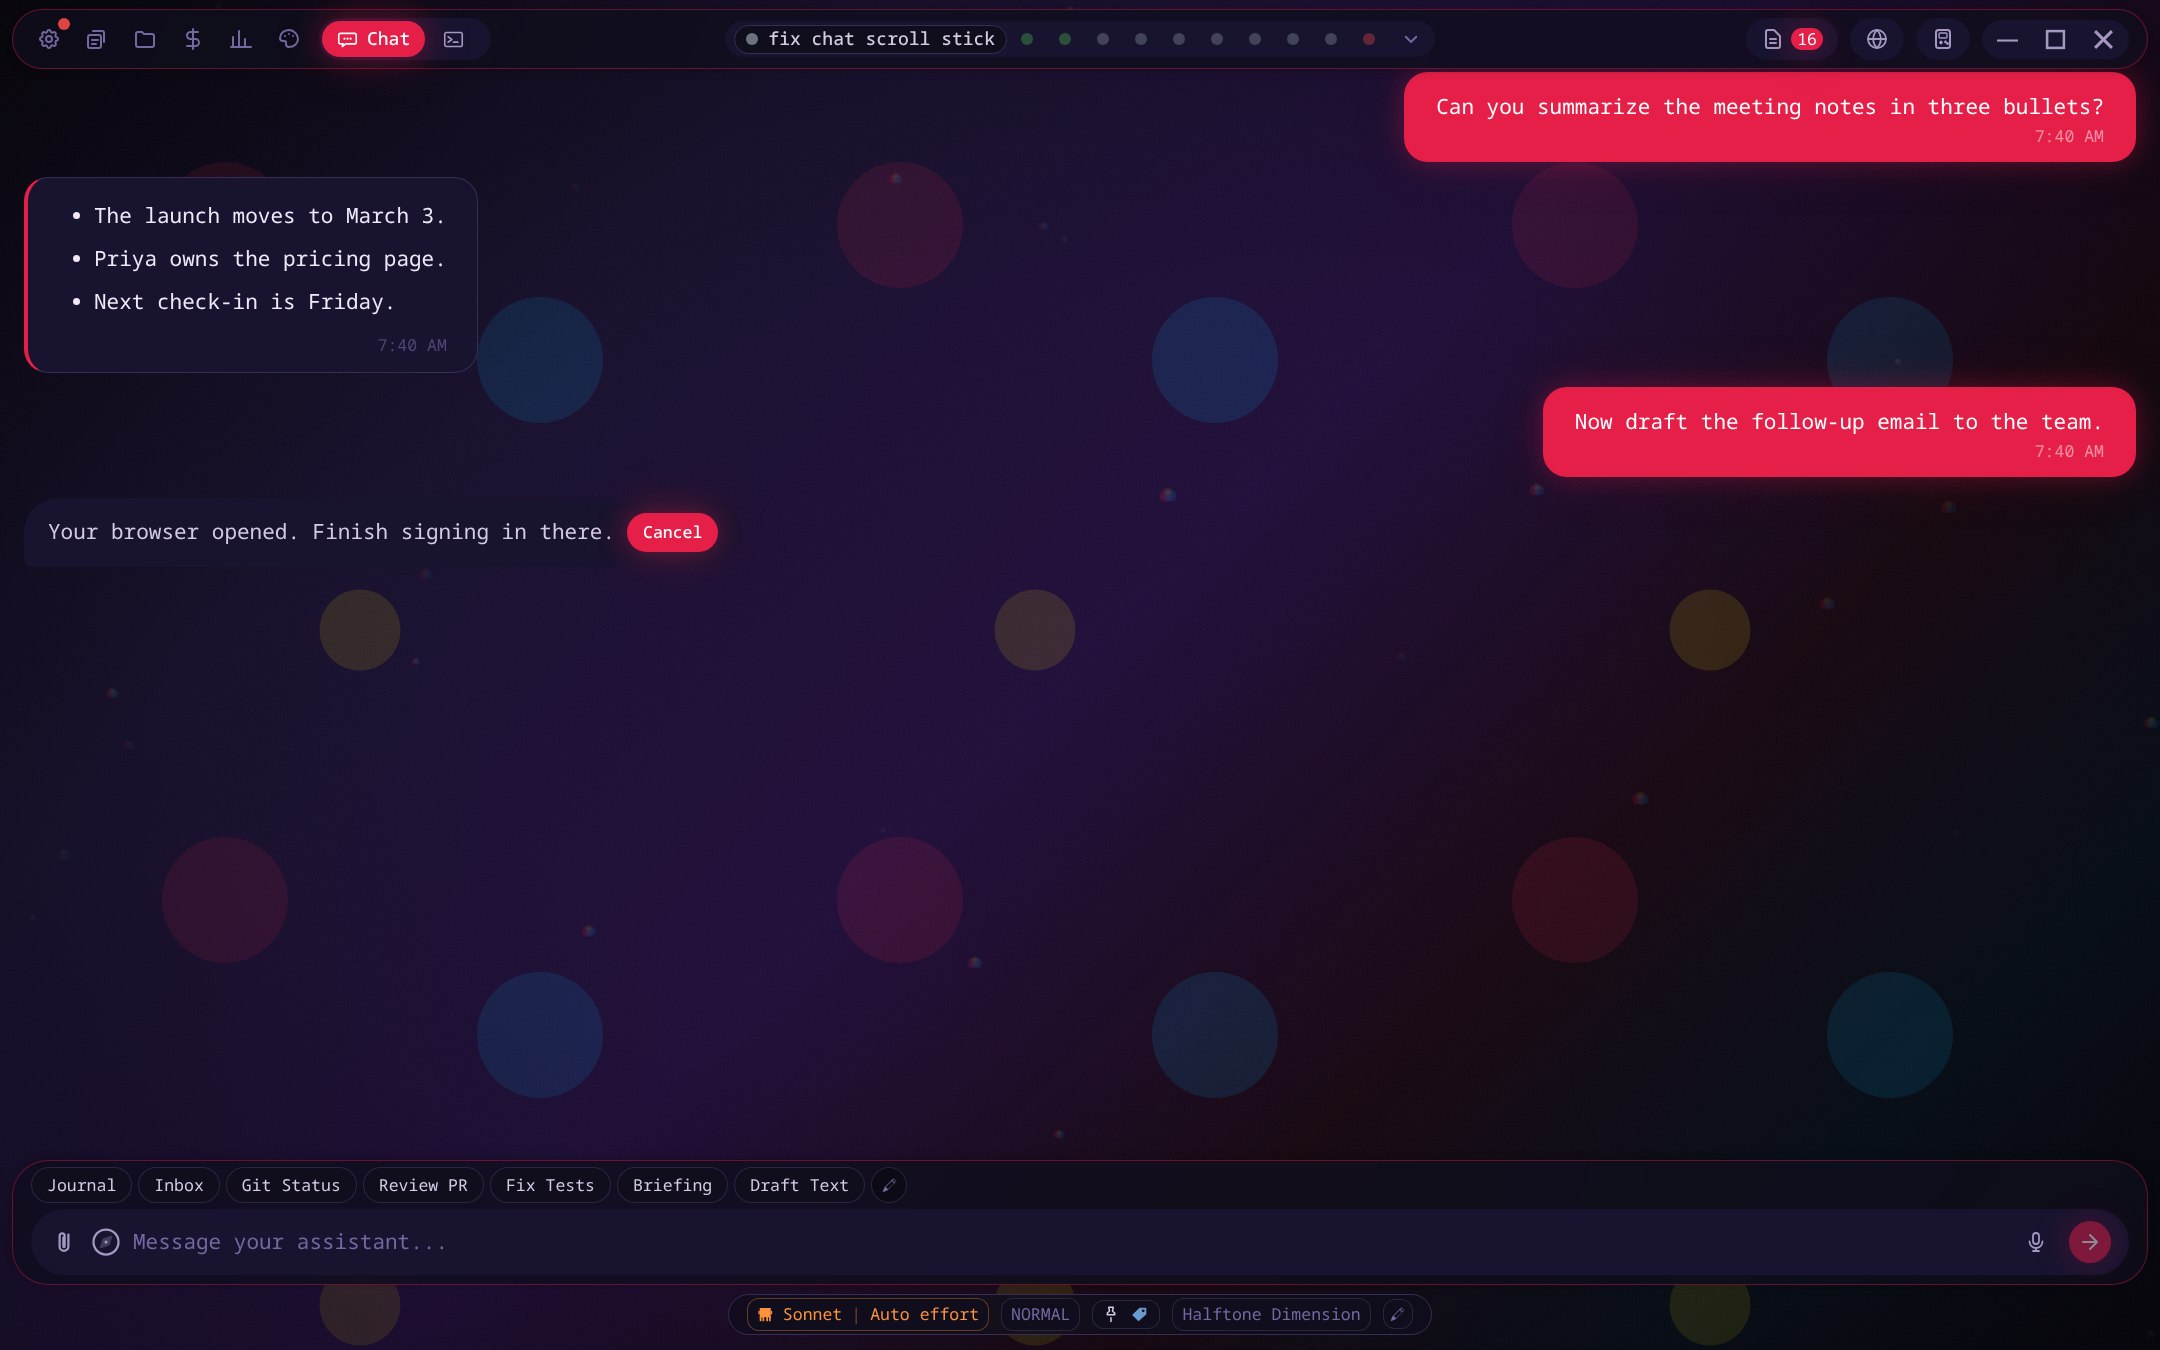 Chat
fix chat scroll stick
16
Can you summarize the meeting notes in three bullets?
7:40 AM
• The launch moves to March 3.
• Priya owns the pricing page.
• Next check-in is Friday.
7:40 AM
Now draft the follow-up email to the team.
7:40 AM
Your browser opened. Finish signing in there. Cancel
Journal Inbox Git Status Review PR Fix Tests Briefing Draft Text
Message your assistant...
Sonnet | Auto effort NORMAL Halftone Dimension